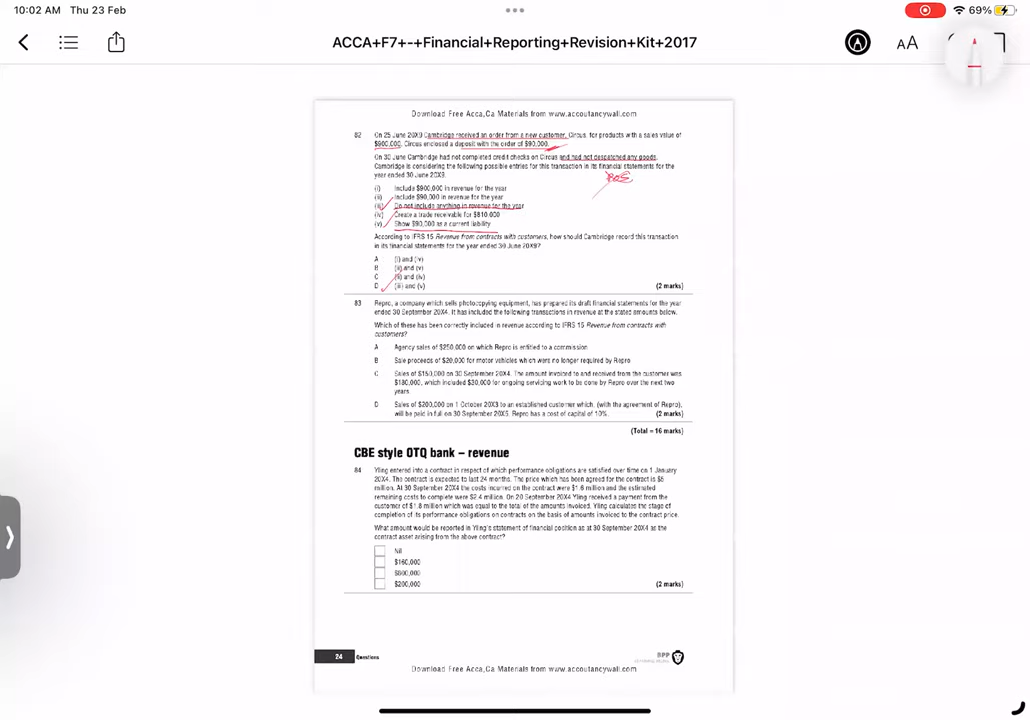 10:02 AM Thu 23 Feb
69%
ACCA+F7+-+Financial+Reporting+Revision+Kit+2017
AA
Download Free Acca,Ca Materials from www.accoutancywall.com
82 On 25 June 20X9 Cambridge received an order from a new customer, Circus, for products with a sales value of
$900,000. Circus enclosed a deposit with the order of $90,000.
On 30 June Cambridge had not completed credit checks on Circus and had not despatched any goods.
Cambridge is considering the following possible entries for this transaction in its financial statements for the
year ended 30 June 20X9.
(i) Include $900,000 in revenue for the year
(ii) Include $90,000 in revenue for the year
(iii) Do not include anything in revenue for the year
(iv) Create a trade receivable for $810,000
(v) Show $90,000 as a current liability
According to IFRS 15 Revenue from contracts with customers, how should Cambridge record this transaction
in its financial statements for the year ended 30 June 20X9?
A (i) and (iv)
B (ii) and (v)
C (ii) and (iv)
D (iii) and (v) (2 marks)
83 Repro, a company which sells photocopying equipment, has prepared its draft financial statements for the year
ended 30 September 20X4. It has included the following transactions in revenue at the stated amounts below.
Which of these has been correctly included in revenue according to IFRS 15 Revenue from contracts with
customers?
A Agency sales of $250,000 on which Repro is entitled to a commission
B Sale proceeds of $20,000 for motor vehicles which were no longer required by Repro
C Sales of $150,000 on 30 September 20X4. The amount invoiced to and received from the customer was
$180,000, which included $30,000 for ongoing servicing work to be done by Repro over the next two
years
D Sales of $200,000 on 1 October 20X3 to an established customer which, (with the agreement of Repro),
will be paid in full on 30 September 20X5. Repro has a cost of capital of 10%. (2 marks)
(Total = 16 marks)
CBE style OTQ bank – revenue
84 Yling entered into a contract in respect of which performance obligations are satisfied over time on 1 January
20X4. The contract is expected to last 24 months. The price which has been agreed for the contract is $5
million. At 30 September 20X4 the costs incurred on the contract were $1.6 million and the estimated
remaining costs to complete were $2.4 million. On 20 September 20X4 Yling received a payment from the
customer of $1.8 million which was equal to the total of the amounts invoiced. Yling calculates the stage of
completion of its performance obligations on contracts on the basis of amounts invoiced to the contract price.
What amount would be reported in Yling's statement of financial position as at 30 September 20X4 as the
contract asset arising from the above contract?
Nil
$160,000
$800,000
$200,000 (2 marks)
24 Questions
BPP
Download Free Acca,Ca Materials from www.accoutancywall.com